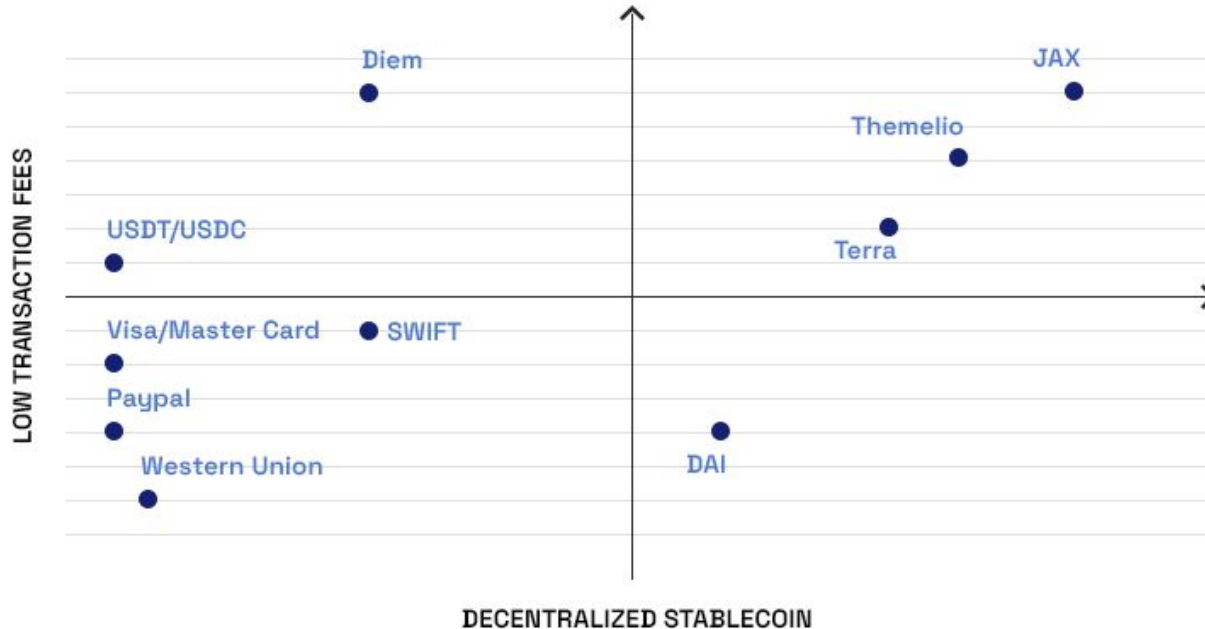 Diem
JAX
Themelio
USDT/USDC
Terra
Visa/Master Card
SWIFT
Paypal
Western Union
DAI
LOW TRANSACTION FEES
DECENTRALIZED STABLECOIN